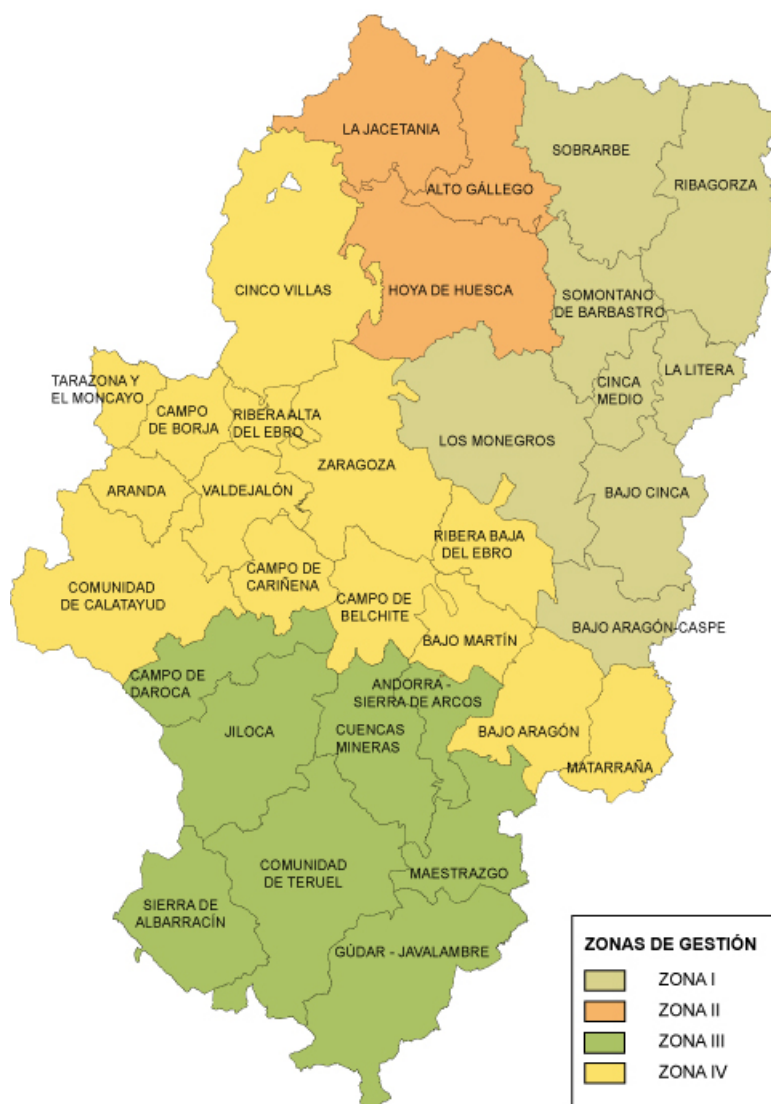 LA JACETANIA
SOBRARBE
ALTO GÁLLEGO
RIBAGORZA
CINCO VILLAS
HOYA DE HUESCA
SOMONTANO
DE BARBASTRO
LA LITERA
TARAZONA Y
EL MONCAYO
CAMPO
DE BORJA
RIBERA ALTA
DEL EBRO
CINCA
MEDIO
LOS MONEGROS
ZARAGOZA
ARANDA
VALDEJALÓN
BAJO CINCA
RIBERA BAJA
DEL EBRO
COMUNIDAD
DE CALATAYUD
CAMPO DE
CARIÑENA
CAMPO DE
BELCHITE
BAJO MARTÍN
BAJO ARAGÓN-CASPE
CAMPO DE
DAROCA
ANDORRA -
SIERRA DE ARCOS
JILOCA
CUENCAS
MINERAS
BAJO ARAGÓN
MATARRAÑA
COMUNIDAD
DE TERUEL
MAESTRAZGO
SIERRA DE
ALBARRACÍN
GÚDAR - JAVALAMBRE
ZONAS DE GESTIÓN
ZONA I
ZONA II
ZONA III
ZONA IV